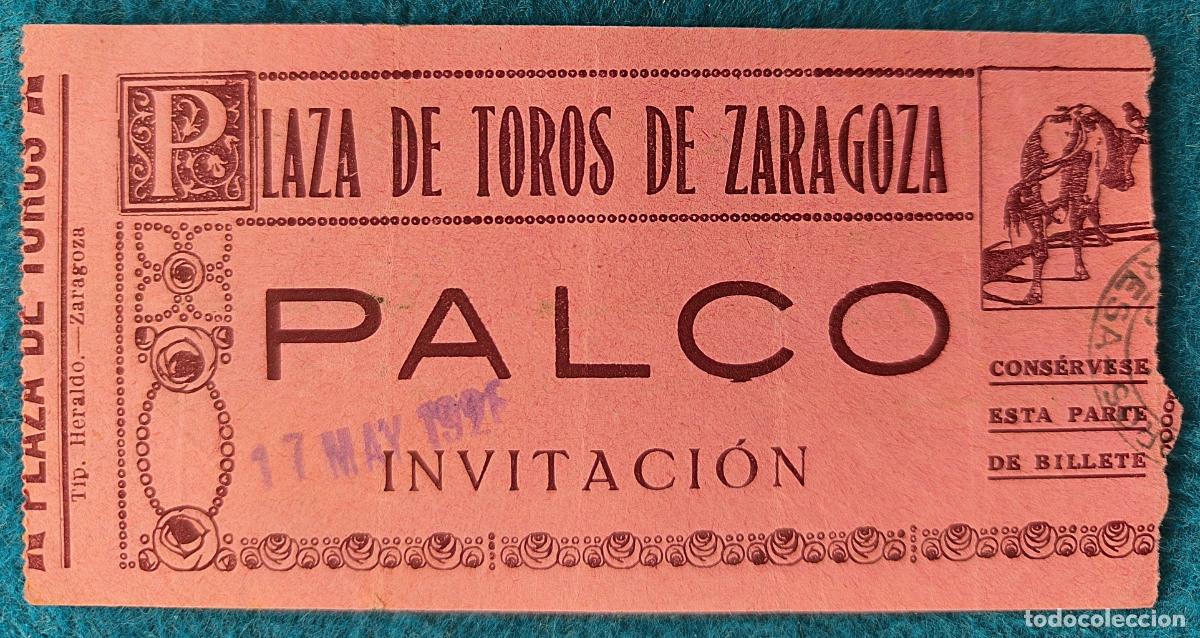 PLAZA DE TOROS
Tip. Heraldo.—Zaragoza
PLAZA DE TOROS DE ZARAGOZA
PALCO
17 MAY
INVITACIÓN
CONSÉRVESE
ESTA PARTE
DE BILLETE
todocoleccion